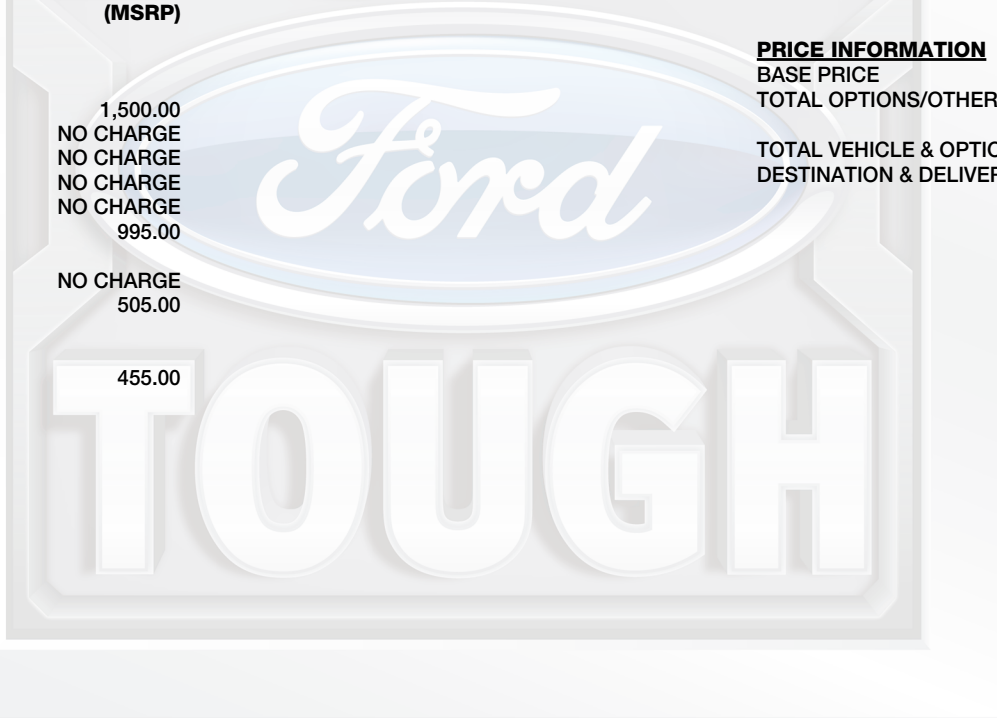 (MSRP)
1,500.00
NO CHARGE
NO CHARGE
NO CHARGE
NO CHARGE
995.00
NO CHARGE
505.00
455.00
PRICE INFORMATION
BASE PRICE
TOTAL OPTIONS/OTHER
TOTAL VEHICLE & OPTIO
DESTINATION & DELIVER
Ford
TOUGH